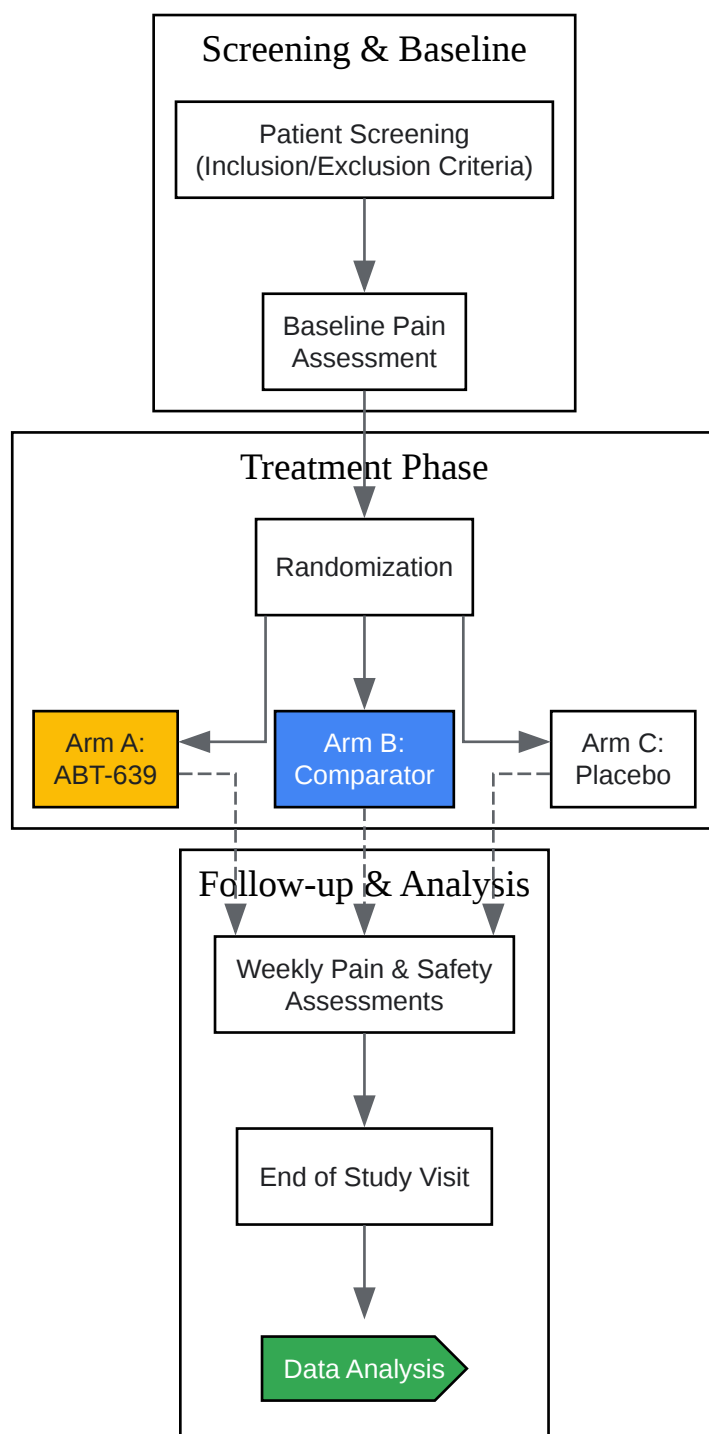 Screening & Baseline
Patient Screening
(Inclusion/Exclusion Criteria)
Baseline Pain
Assessment
Treatment Phase
Randomization
Arm A:
ABT-639
Arm B:
Comparator
Arm C:
Placebo
Follow-up & Analysis
Weekly Pain & Safety
Assessments
End of Study Visit
Data Analysis